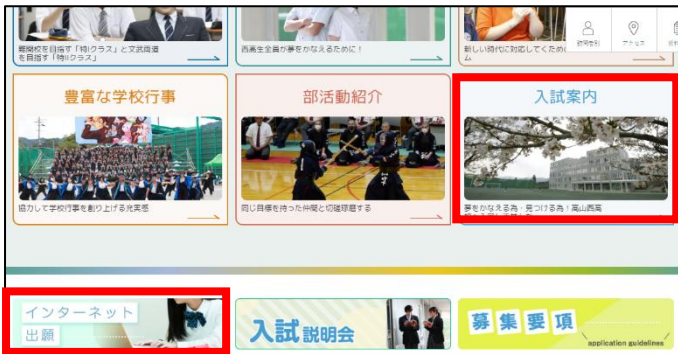 難関校を目指す「特Ⅰクラス」と文武両道
を目指す「特Ⅱクラス」
西高生全員が夢をかなえるために！
新しい時代に対応してくため
ム
アクセス
豊富な学校行事
部活動紹介
入試案内
協力して学校行事を創り上げる充実感
同じ目標を持った仲間と切磋琢磨する
夢をかなえる為・見つける為！高山西高
インターネット
出願
入試説明会
募集要項
application guidelines